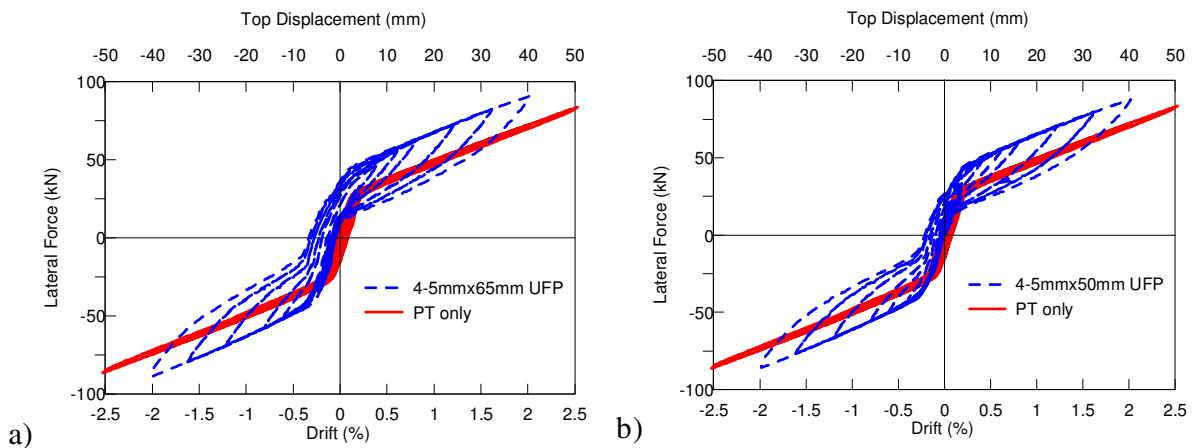 Top Displacement (mm)
-50 -40 -30 -20 -10 0 10 20 30 40 50
100
50
0
-50
-100
Lateral Force (kN)
4-5mmx65mm UFP
PT only
-2.5 -2 -1.5 -1 -0.5 0 0.5 1 1.5 2 2.5
Drift (%)
a)
Top Displacement (mm)
-50 -40 -30 -20 -10 0 10 20 30 40 50
100
50
0
-50
-100
Lateral Force (kN)
4-5mmx50mm UFP
PT only
-2.5 -2 -1.5 -1 -0.5 0 0.5 1 1.5 2 2.5
Drift (%)
b)